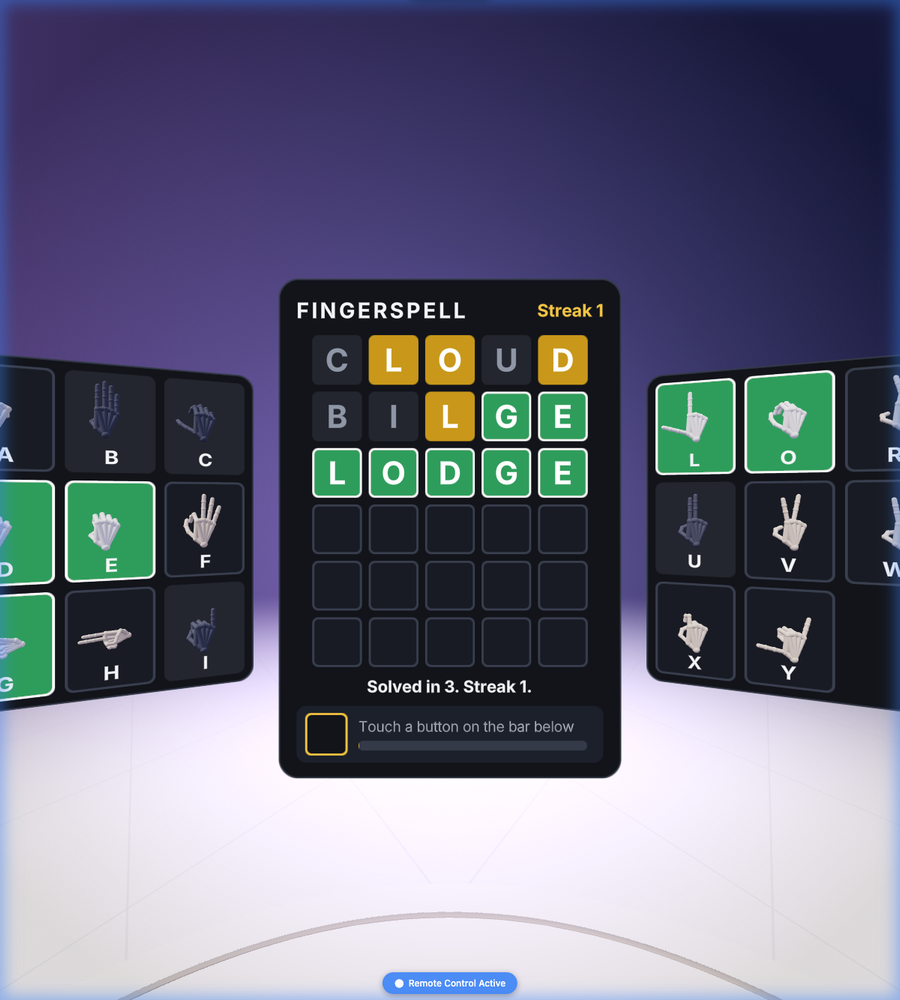 FINGERSPELL Streak 1
C L O U D
B I L G E
L O D G E
Solved in 3. Streak 1.
Touch a button on the bar below
A B C
D E F
G H I
L O R
U V W
X Y
Remote Control Active